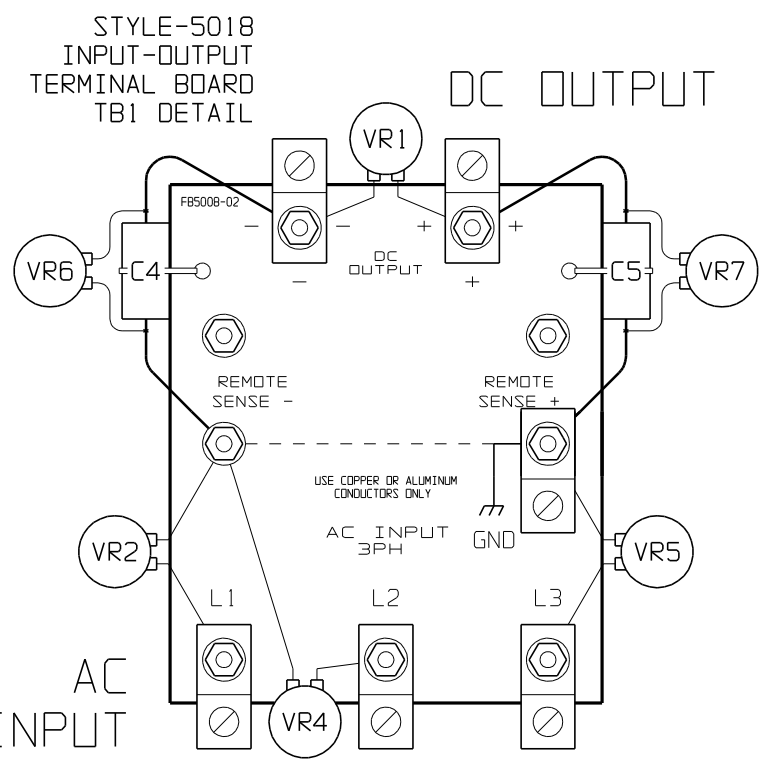 STYLE-5018
INPUT-OUTPUT
TERMINAL BOARD
TB1 DETAIL
DC OUTPUT
VR1
FB5008-02
- - + +
DC
OUTPUT
- +
VR6
C4
C5
VR7
REMOTE
SENSE -
REMOTE
SENSE +
USE COPPER OR ALUMINUM
CONDUCTORS ONLY
AC INPUT
3PH
GND
VR2
VR5
L1
L2
L3
AC
INPUT
VR4